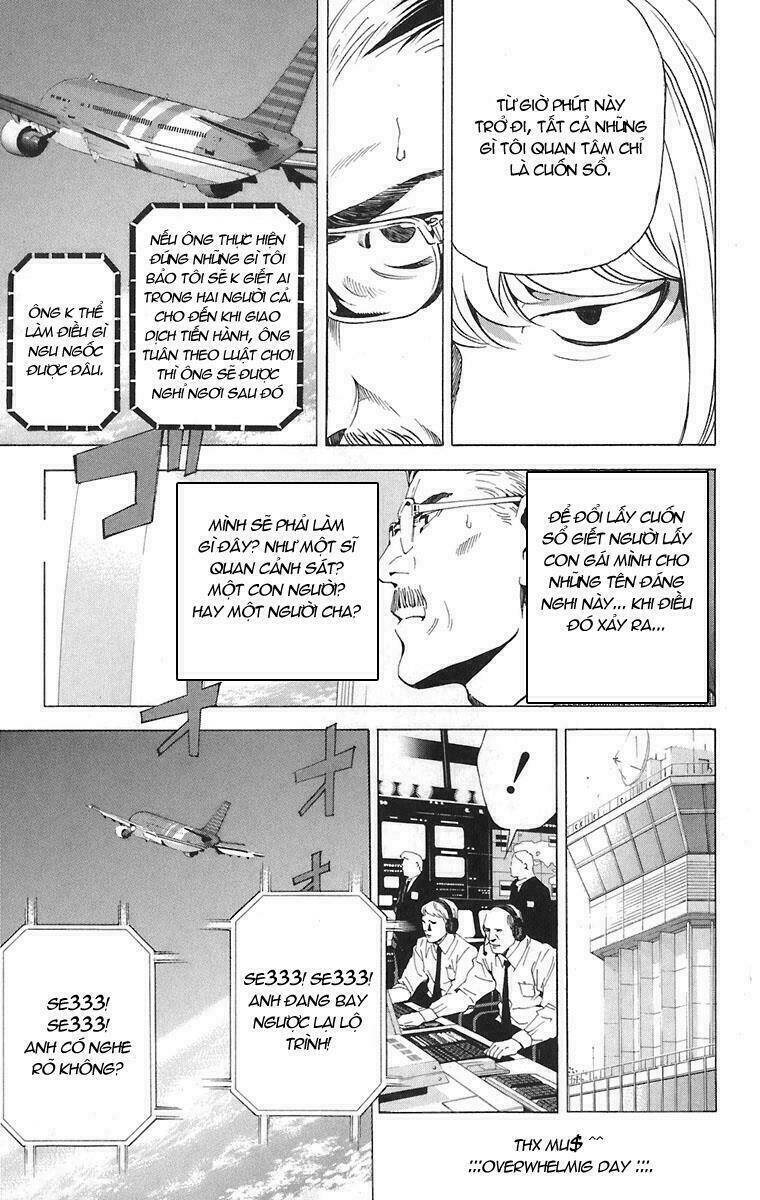 TỪ GIỜ PHÚT NÀY
TRỞ ĐI, TẤT CẢ NHỮNG
GÌ TÔI QUAN TÂM CHỈ
LÀ CUỐN SỔ.
NẾU ÔNG THỰC HIỆN
ĐÚNG NHỮNG GÌ TÔI
BẢO TÔI SẼ K GIẾT AI
TRONG HAI NGƯỜI CẢ.
CHO ĐẾN KHI GIAO
DỊCH TIẾN HÀNH, ÔNG
TUÂN THEO LUẬT CHƠI
THÌ ÔNG SẼ ĐƯỢC
NGHỈ NGƠI SAU ĐÓ
ÔNG K THỂ
LÀM ĐIỀU GÌ
NGU NGỐC
ĐƯỢC ĐÂU.
ĐỂ ĐỔI LẤY CUỐN
SỔ GIẾT NGƯỜI LẤY
CON GÁI MÌNH CHO
NHỮNG TÊN ĐÁNG
NGHI NÀY... KHI ĐIỀU
ĐÓ XẢY RA...
MÌNH SẼ PHẢI LÀM
GÌ ĐÂY? NHƯ MỘT SĨ
QUAN CẢNH SÁT?
MỘT CON NGƯỜI?
HAY MỘT NGƯỜI CHA?
ゴ
オ
オ
!
SE333! SE333!
ANH ĐANG BAY
NGƯỢC LẠI LỘ
TRÌNH!
SE333!
SE333!
ANH CÓ NGHE
RÕ KHÔNG?
THX MU$ ^^
:::OVERWHELMIG DAY :::.